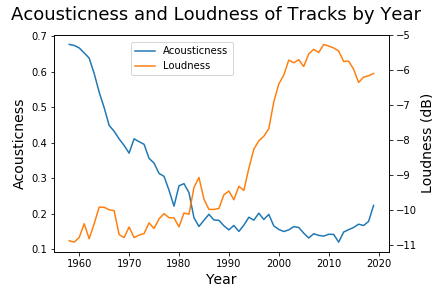 Acousticness and Loudness of Tracks by Year
Acousticness
Loudness
0.7
0.6
0.5
0.4
0.3
0.2
0.1
Acousticness
−5
−6
−7
−8
−9
−10
−11
Loudness (dB)
1960 1970 1980 1990 2000 2010 2020
Year